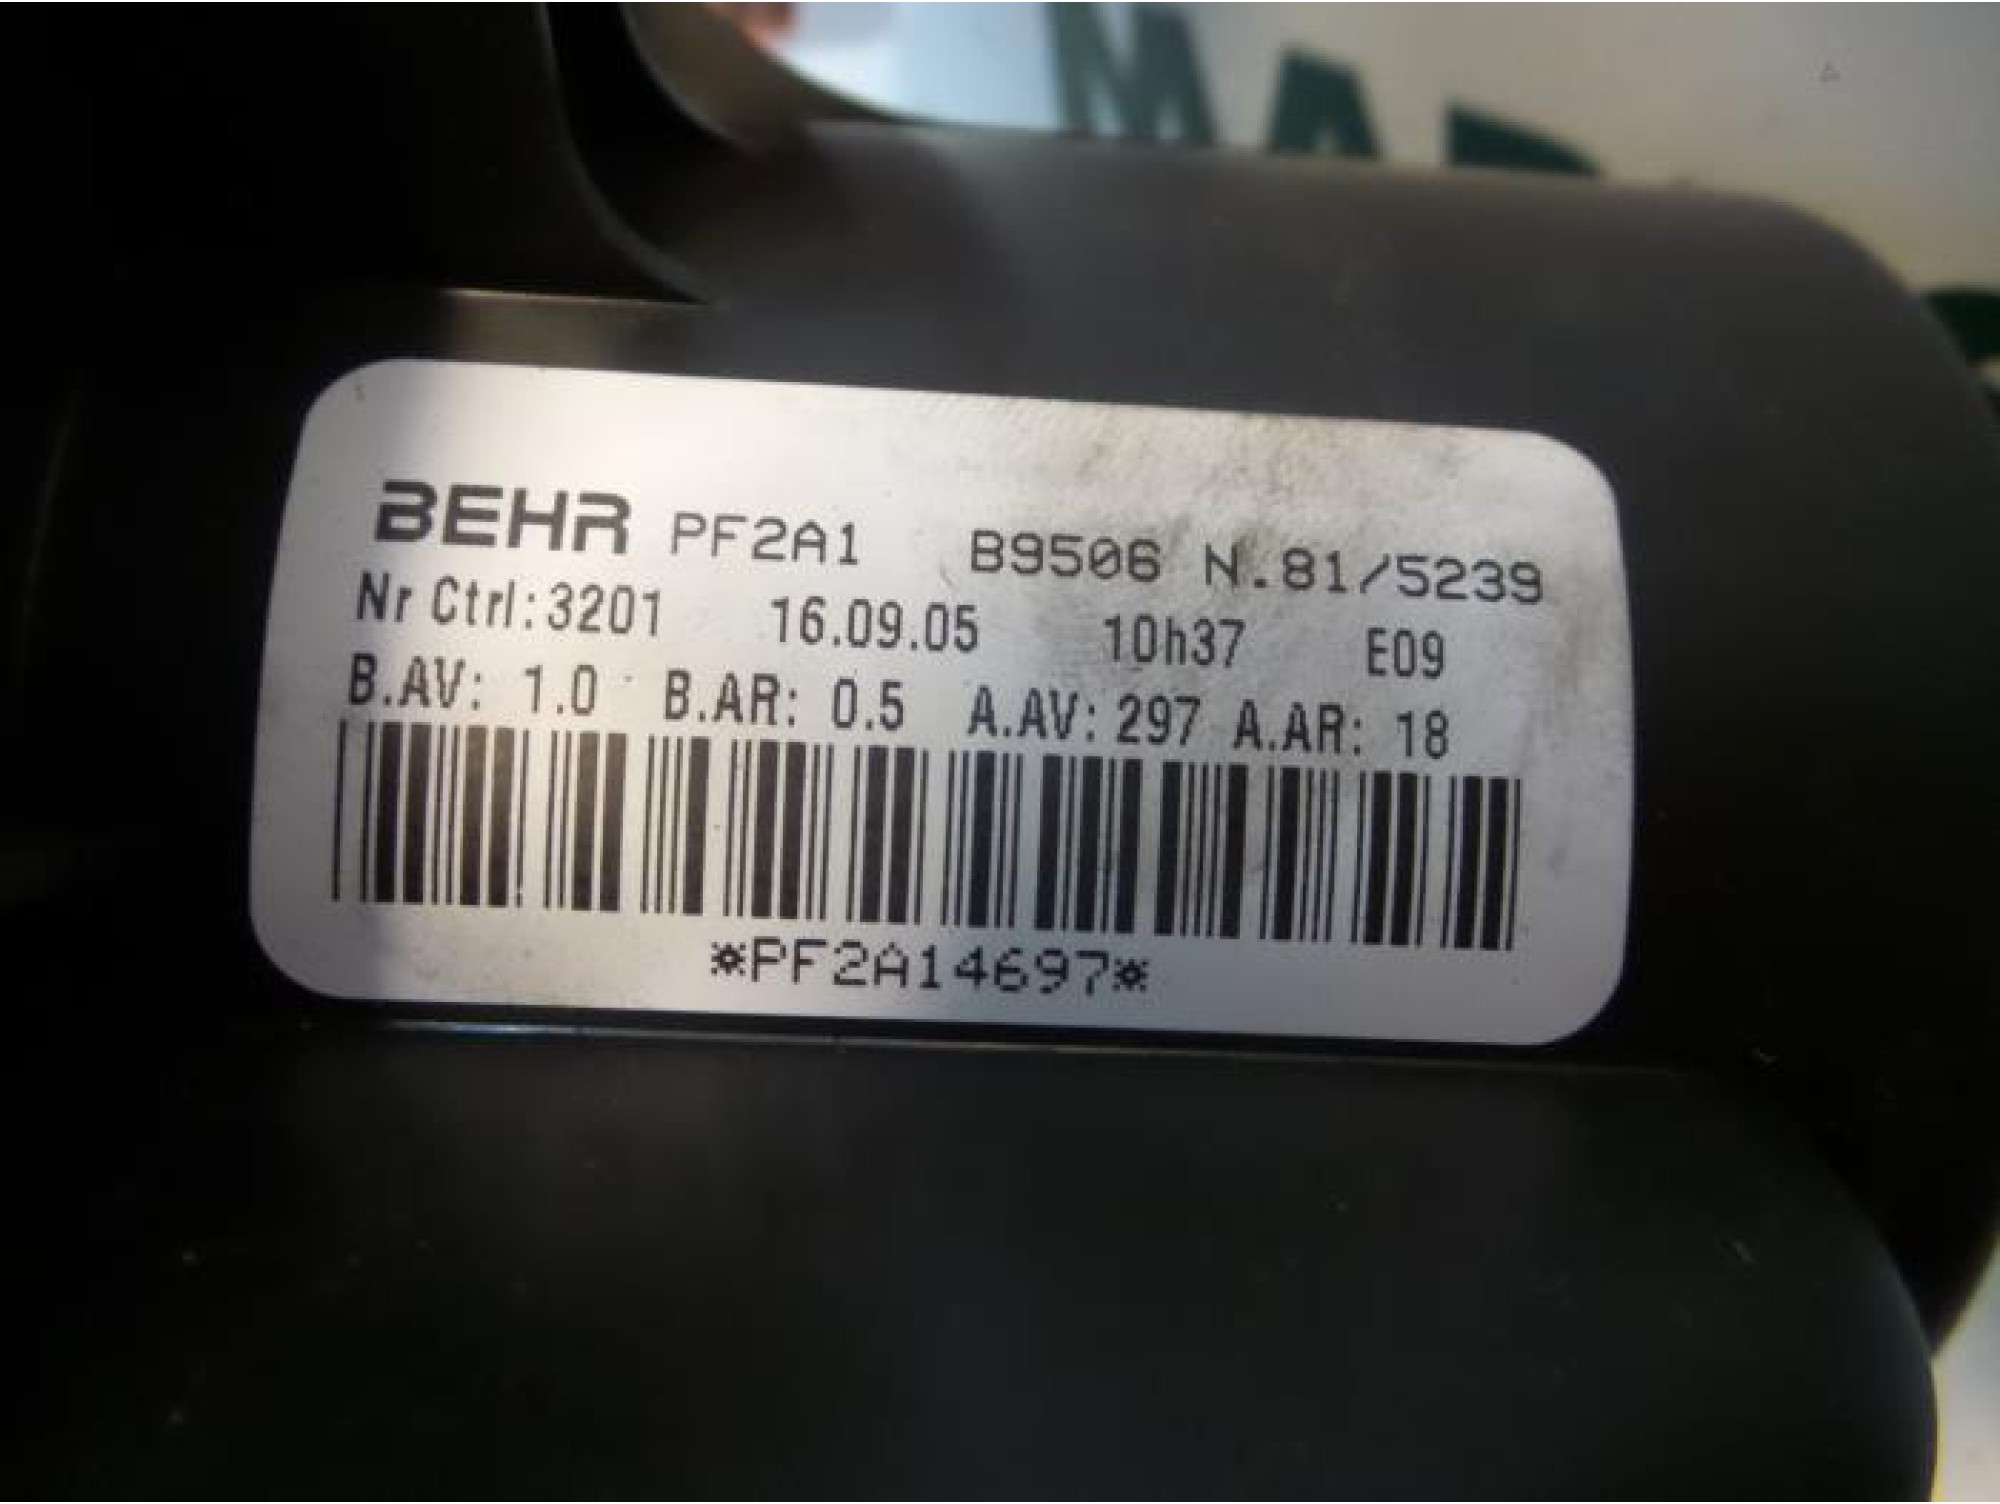 BEHR PF2A1 B9506 N.81/5239
Nr Ctrl:3201 16.09.05 10h37 E09
B.AV: 1.0 B.AR: 0.5 A.AV: 297 A.AR: 18
*PF2A14697*